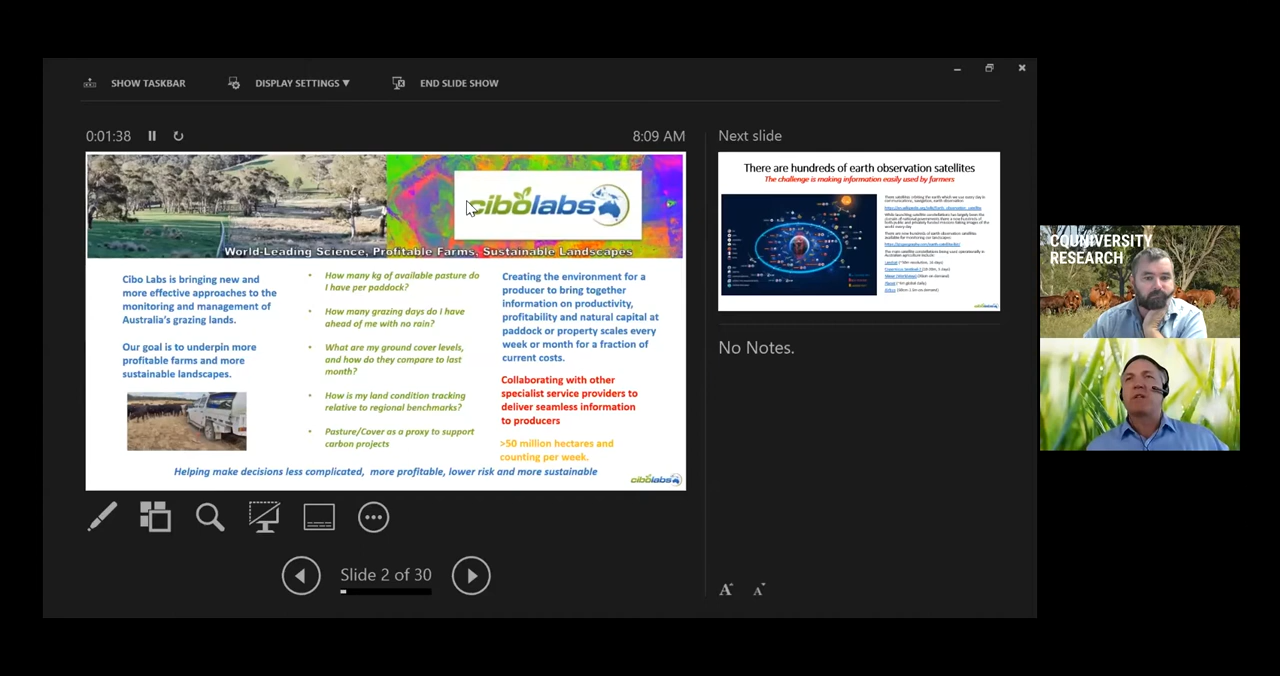 SHOW TASKBAR
DISPLAY SETTINGS ▼
END SLIDE SHOW
0:01:38
8:09 AM
cibolabs
World-Leading Science, Profitable Farms, Sustainable Landscapes
Cibo Labs is bringing new and
more effective approaches to the
monitoring and management of
Australia's grazing lands.
Our goal is to underpin more
profitable farms and more
sustainable landscapes.
• How many kg of available pasture do
I have per paddock?
• How many grazing days do I have
ahead of me with no rain?
• What are my ground cover levels,
and how do they compare to last
month?
• How is my land condition tracking
relative to regional benchmarks?
• Pasture/Cover as a proxy to support
carbon projects
Creating the environment for a
producer to bring together
information on productivity,
profitability and natural capital at
paddock or property scales every
week or month for a fraction of
current costs.
Collaborating with other
specialist service providers to
deliver seamless information
to producers
>50 million hectares and
counting per week.
Helping make decisions less complicated, more profitable, lower risk and more sustainable
cibolabs
Slide 2 of 30
Next slide
There are hundreds of earth observation satellites
The challenge is making information easily used by farmers
cibolabs
No Notes.
A
A
CQUNIVERSITY
RESEARCH